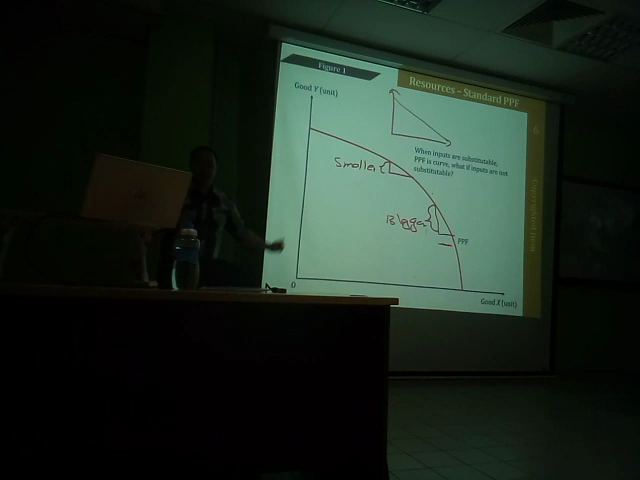 Figure 1
Resources – Standard PPF
Good Y (unit)
When inputs are substitutable,
PPF is curve, what if inputs are not
substitutable?
Smaller
Bigger
PPF
0
Good X (unit)
6